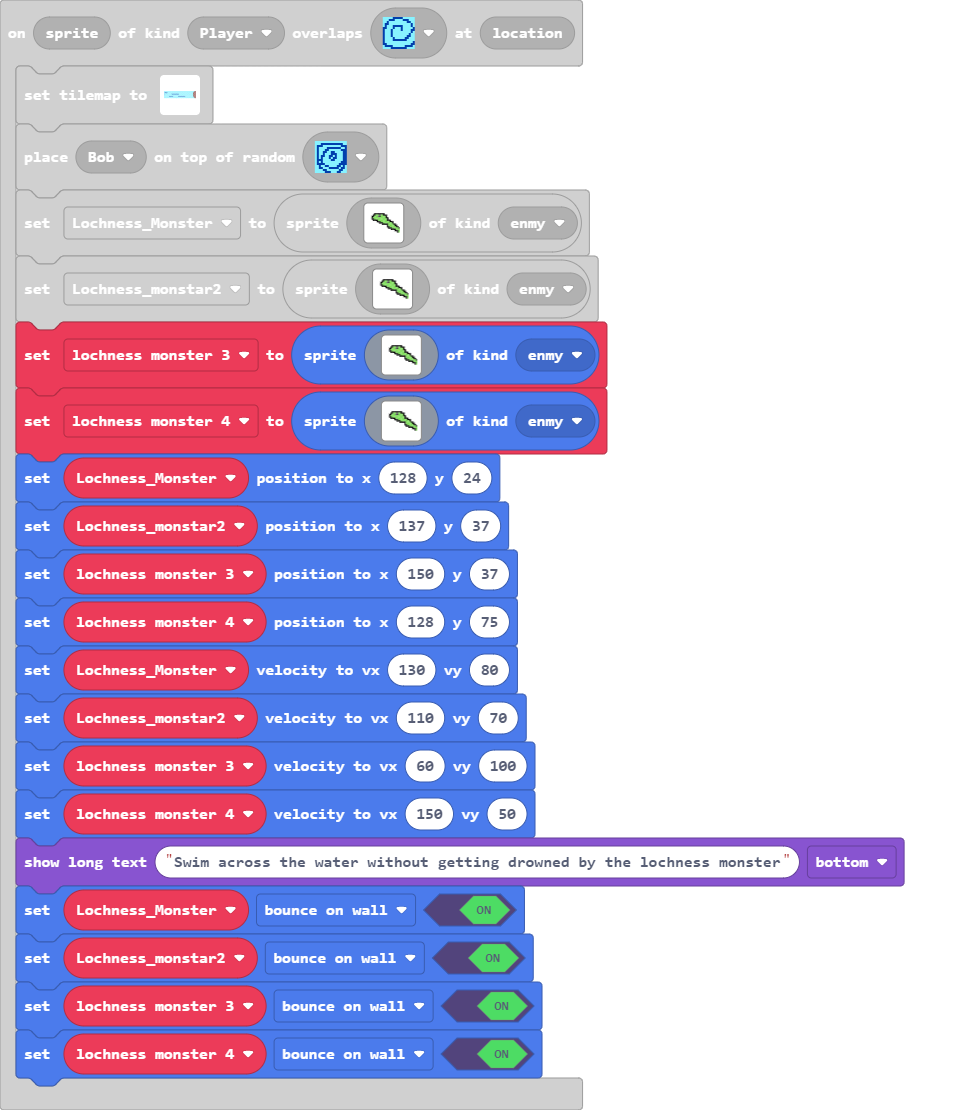 on sprite of kind Player overlaps at location
set tilemap to
place Bob on top of random
set Lochness_Monster to sprite of kind enmy
set Lochness_monstar2 to sprite of kind enmy
set lochness monster 3 to sprite of kind enmy
set lochness monster 4 to sprite of kind enmy
set Lochness_Monster position to x 128 y 24
set Lochness_monstar2 position to x 137 y 37
set lochness monster 3 position to x 150 y 37
set lochness monster 4 position to x 128 y 75
set Lochness_Monster velocity to vx 130 vy 80
set Lochness_monstar2 velocity to vx 110 vy 70
set lochness monster 3 velocity to vx 60 vy 100
set lochness monster 4 velocity to vx 150 vy 50
show long text "Swim across the water without getting drowned by the lochness monster" bottom
set Lochness_Monster bounce on wall ON
set Lochness_monstar2 bounce on wall ON
set lochness monster 3 bounce on wall ON
set lochness monster 4 bounce on wall ON